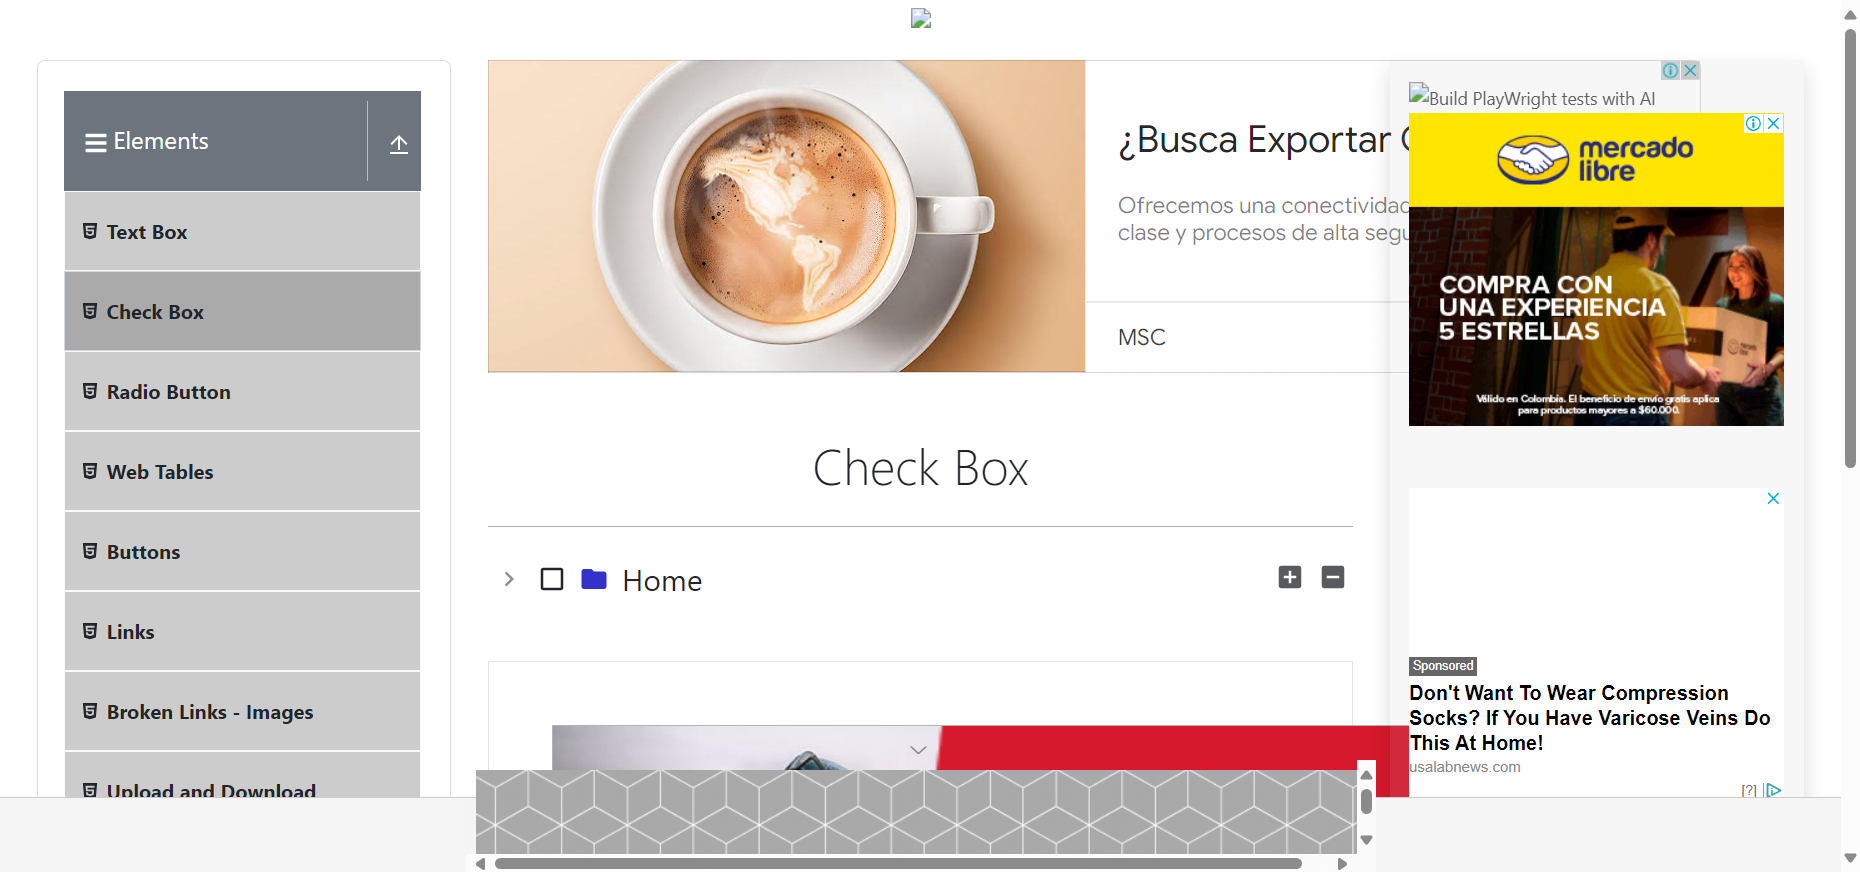 Elements
Text Box
Check Box
Radio Button
Web Tables
Buttons
Links
Broken Links - Images
Upload and Download
¿Busca Exportar
Ofrecemos una conectividad
clase y procesos de alta segu
MSC
Check Box
Home
Build PlayWright tests with AI
mercado
libre
COMPRA CON
UNA EXPERIENCIA
5 ESTRELLAS
Válido en Colombia. El beneficio de envío gratis aplica
para productos mayores a $60.000.
Sponsored
Don't Want To Wear Compression
Socks? If You Have Varicose Veins Do
This At Home!
usalabnews.com
[?]